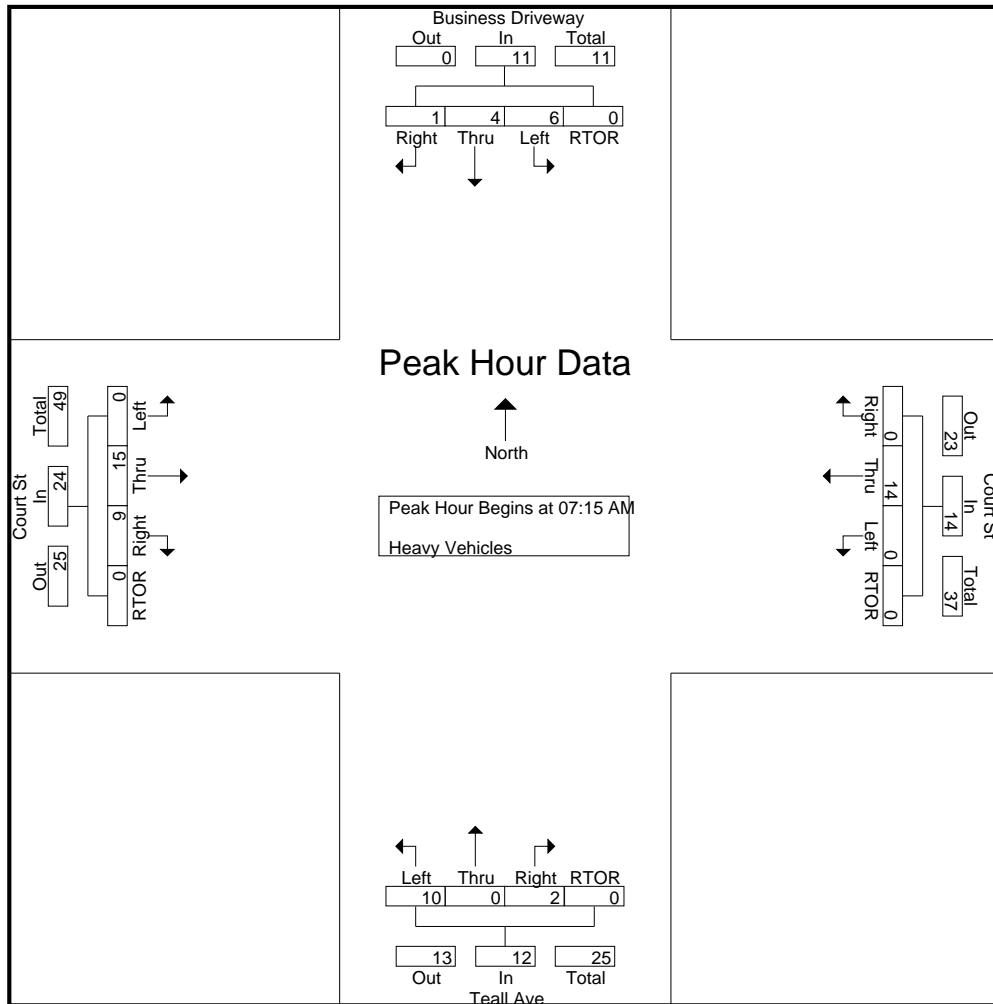 Business Driveway
Out In Total
0 11 11
1 4 6 0
Right Thru Left RTOR
Peak Hour Data
North
Peak Hour Begins at 07:15 AM
Heavy Vehicles
Court St
Total In Out
49 24 25
0 15 9 0
Left Thru Right RTOR
Court St
Out In Total
23 14 37
0 14 0 0
Right Thru Left RTOR
Left Thru Right RTOR
10 0 2 0
13 12 25
Out In Total
Teall Ave